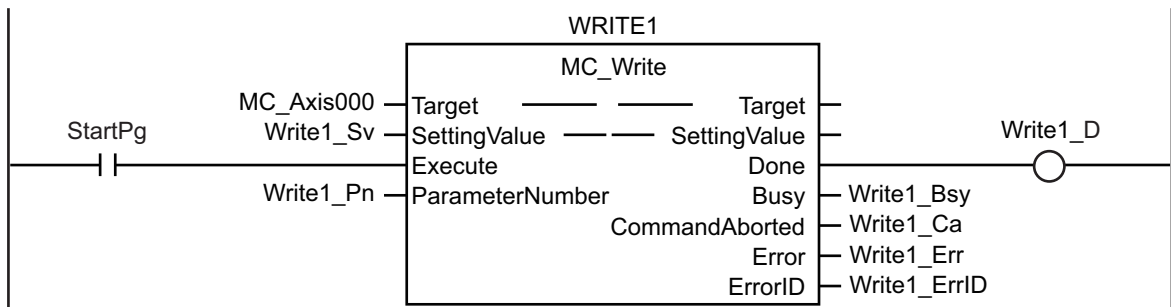 WRITE1
MC_Write
MC_Axis000 Target Target
StartPg Write1_Sv SettingValue SettingValue Write1_D
Execute Done
Write1_Pn ParameterNumber Busy Write1_Bsy
CommandAborted Write1_Ca
Error Write1_Err
ErrorID Write1_ErrID